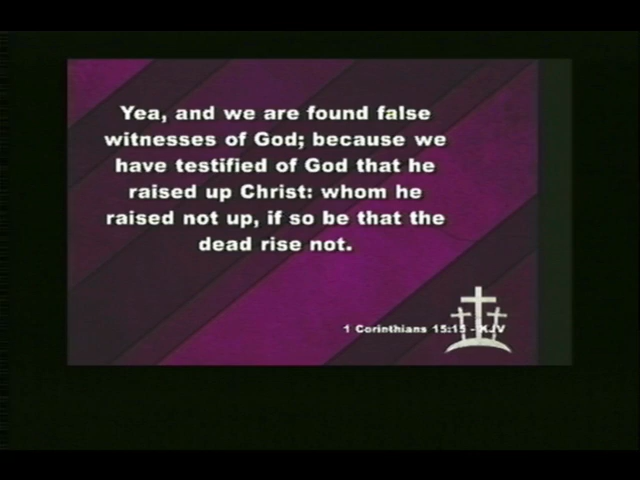 Yea, and we are found false
witnesses of God; because we
have testified of God that he
raised up Christ: whom he
raised not up, if so be that the
dead rise not.
1 Corinthians 15:15 - KJV